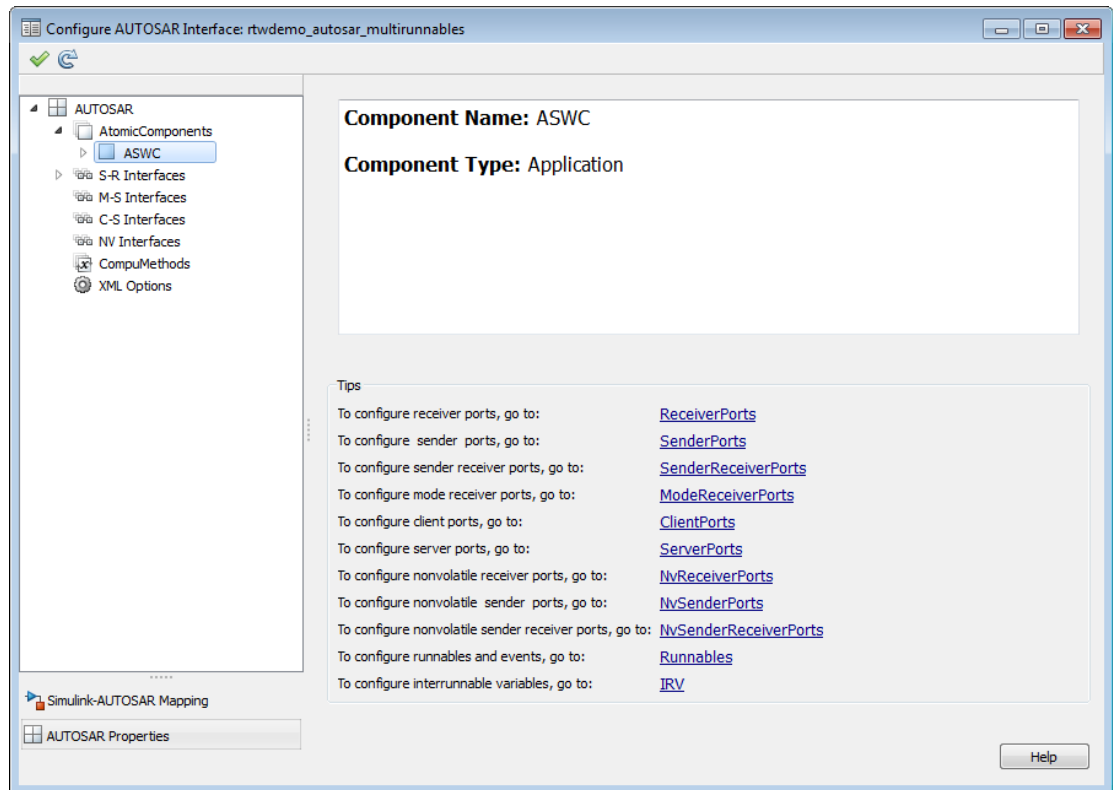 Configure AUTOSAR Interface: rtwdemo_autosar_multirunnables
AUTOSAR
AtomicComponents
ASWC
S-R Interfaces
M-S Interfaces
C-S Interfaces
NV Interfaces
CompuMethods
XML Options
Simulink-AUTOSAR Mapping
AUTOSAR Properties
Component Name: ASWC
Component Type: Application
Tips
To configure receiver ports, go to: ReceiverPorts
To configure sender ports, go to: SenderPorts
To configure sender receiver ports, go to: SenderReceiverPorts
To configure mode receiver ports, go to: ModeReceiverPorts
To configure client ports, go to: ClientPorts
To configure server ports, go to: ServerPorts
To configure nonvolatile receiver ports, go to: NvReceiverPorts
To configure nonvolatile sender ports, go to: NvSenderPorts
To configure nonvolatile sender receiver ports, go to: NvSenderReceiverPorts
To configure runnables and events, go to: Runnables
To configure interrunnable variables, go to: IRV
Help